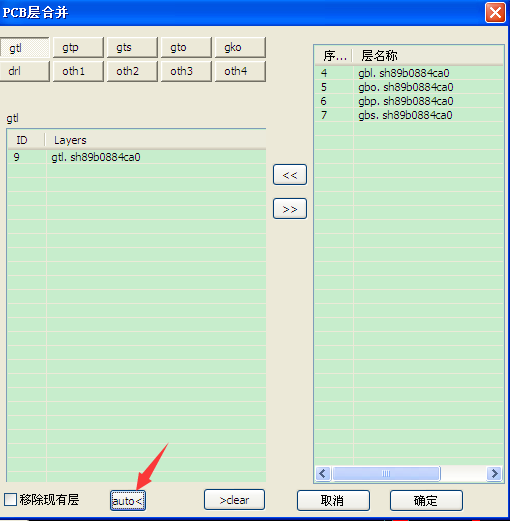 PCB层合并
gtl gtp gts gto gko
drl oth1 oth2 oth3 oth4
gtl
ID Layers
9 gtl. sh89b0884ca0
<<
>>
序... 层名称
4 gbl. sh89b0884ca0
5 gbo. sh89b0884ca0
6 gbp. sh89b0884ca0
7 gbs. sh89b0884ca0
移除现有层 auto< >clear 取消 确定